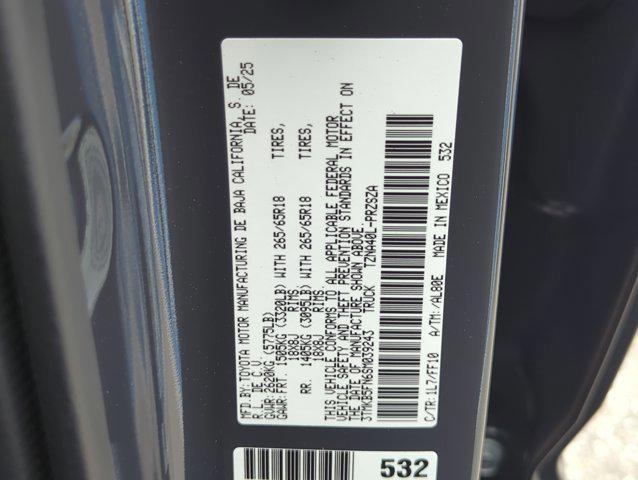 MFD.BY:TOYOTA MOTOR MANUFACTURING DE BAJA CALIFORNIA, S. DE
R.L. DE C.V. DATE: 05/25
GVWR:2620KG (5775LB)
GAWR:FRT. 1505KG (3320LB) WITH 265/65R18 TIRES,
18X8J RIMS,
RR. 1405KG (3095LB) WITH 265/65R18 TIRES,
18X8J RIMS.
THIS VEHICLE CONFORMS TO ALL APPLICABLE FEDERAL MOTOR
VEHICLE SAFETY AND THEFT PREVENTION STANDARDS IN EFFECT ON
THE DATE OF MANUFACTURE SHOWN ABOVE.
3TYKB5FN6SM039243 TRUCK TZNA40L-PRZSZA
C/TR:1L7/FF10 A/TM:/AL80E MADE IN MEXICO 532
532